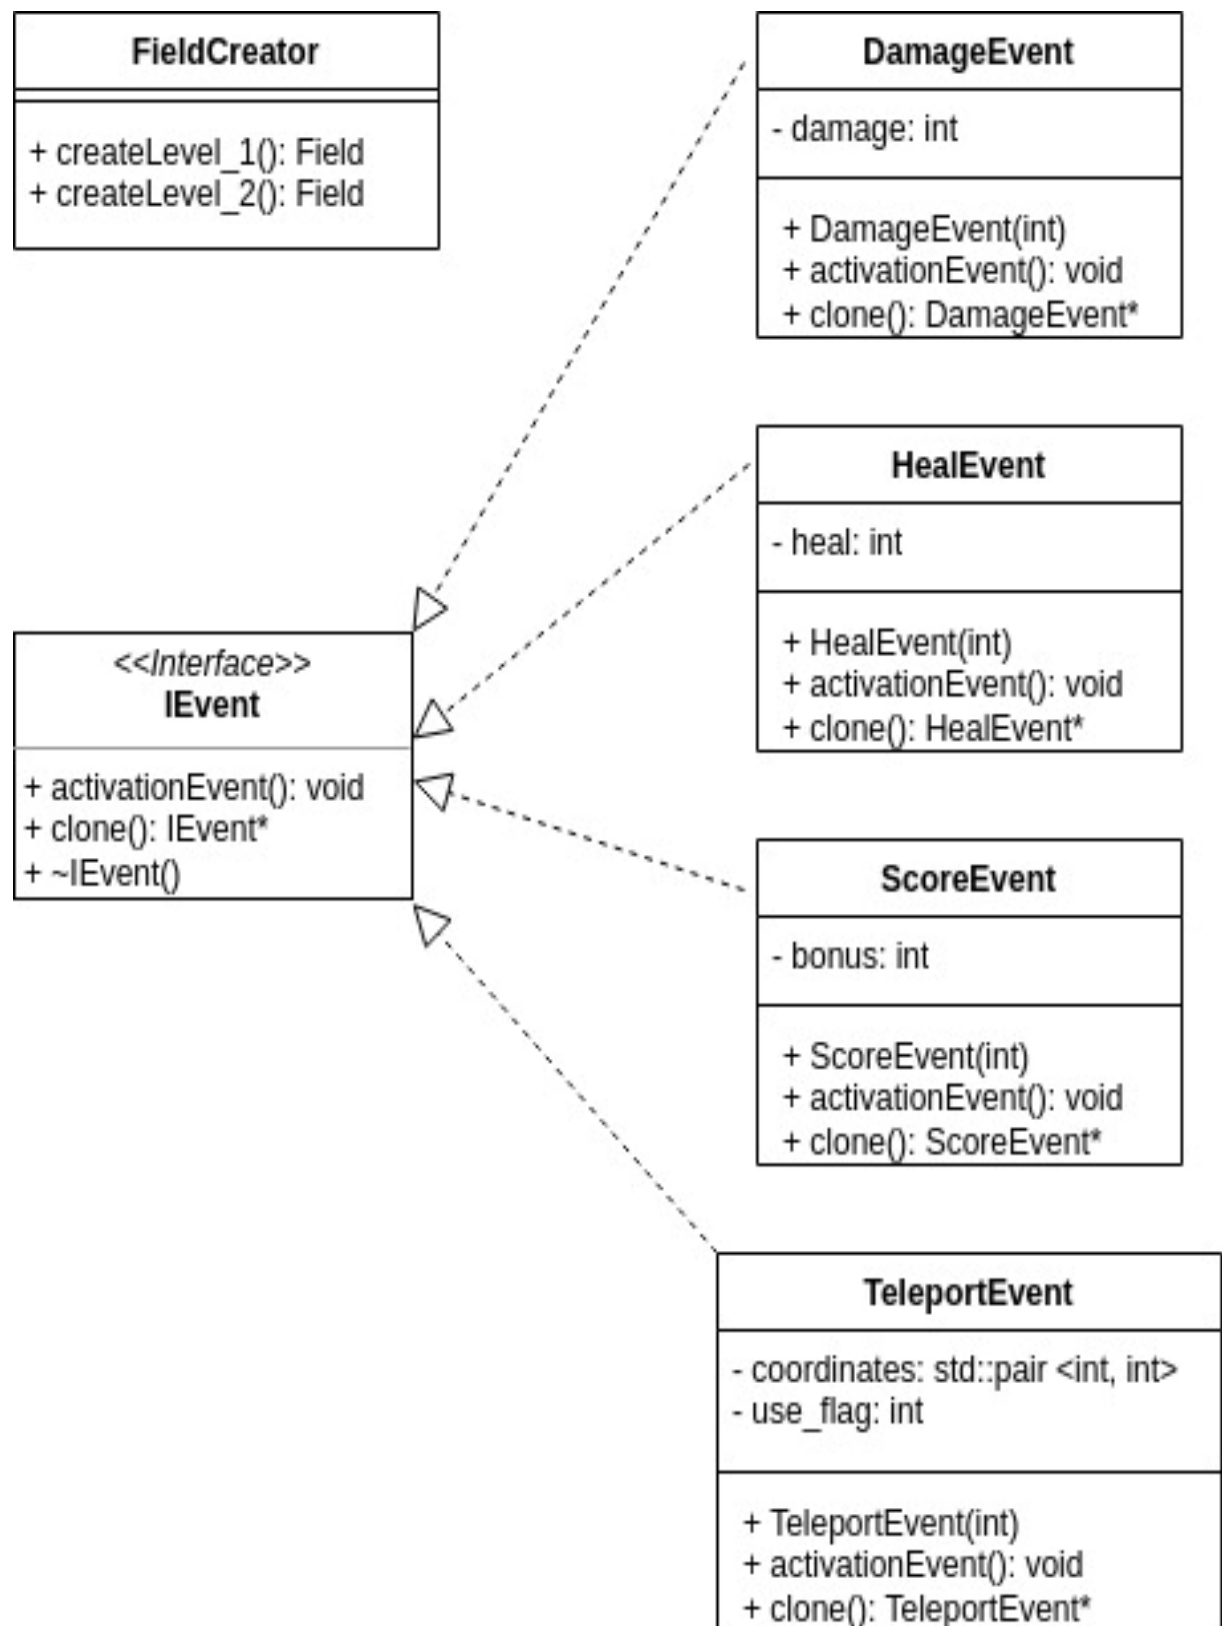 FieldCreator
+ createLevel_1(): Field
+ createLevel_2(): Field
DamageEvent
- damage: int
+ DamageEvent(int)
+ activationEvent(): void
+ clone(): DamageEvent*
HealEvent
- heal: int
+ HealEvent(int)
+ activationEvent(): void
+ clone(): HealEvent*
<<Interface>>
IEvent
+ activationEvent(): void
+ clone(): IEvent*
+ ~IEvent()
ScoreEvent
- bonus: int
+ ScoreEvent(int)
+ activationEvent(): void
+ clone(): ScoreEvent*
TeleportEvent
- coordinates: std::pair <int, int>
- use_flag: int
+ TeleportEvent(int)
+ activationEvent(): void
+ clone(): TeleportEvent*